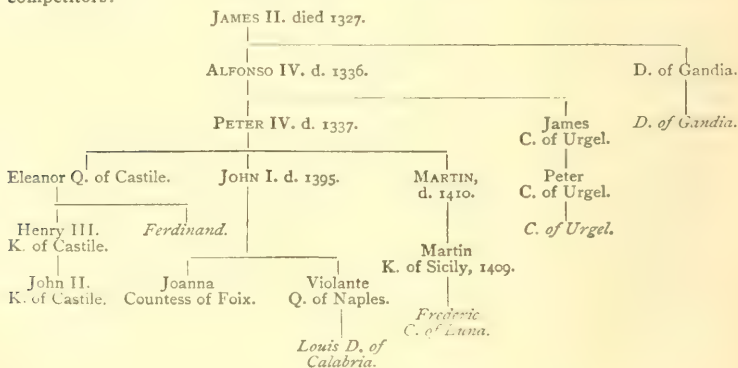 competitors:
JAMES II. died 1327.
ALFONSO IV. d. 1336. D. of Gandia.
PETER IV. d. 1337. James D. of Gandia.
C. of Urgel.
Eleanor Q. of Castile. JOHN I. d. 1395. MARTIN, Peter
d. 1410. C. of Urgel.
Henry III. Ferdinand. C. of Urgel.
K. of Castile. Martin
K. of Sicily, 1409.
John II. Joanna Violante
K. of Castile. Countess of Foix. Q. of Naples.
Frederic
C. of Luna.
Louis D. of
Calabria.